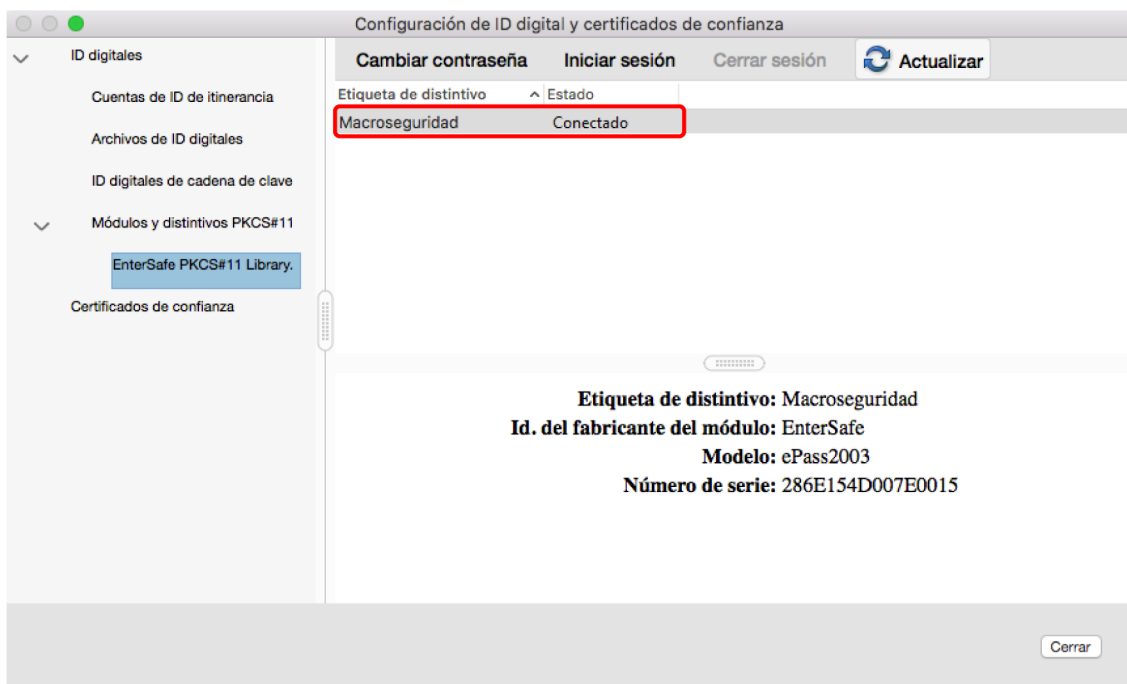 Configuración de ID digital y certificados de confianza
ID digitales
Cuentas de ID de itinerancia
Archivos de ID digitales
ID digitales de cadena de clave
Módulos y distintivos PKCS#11
EnterSafe PKCS#11 Library.
Certificados de confianza
Cambiar contraseña Iniciar sesión Cerrar sesión Actualizar
Etiqueta de distintivo Estado
Macroseguridad Conectado
Etiqueta de distintivo: Macroseguridad
Id. del fabricante del módulo: EnterSafe
Modelo: ePass2003
Número de serie: 286E154D007E0015
Cerrar